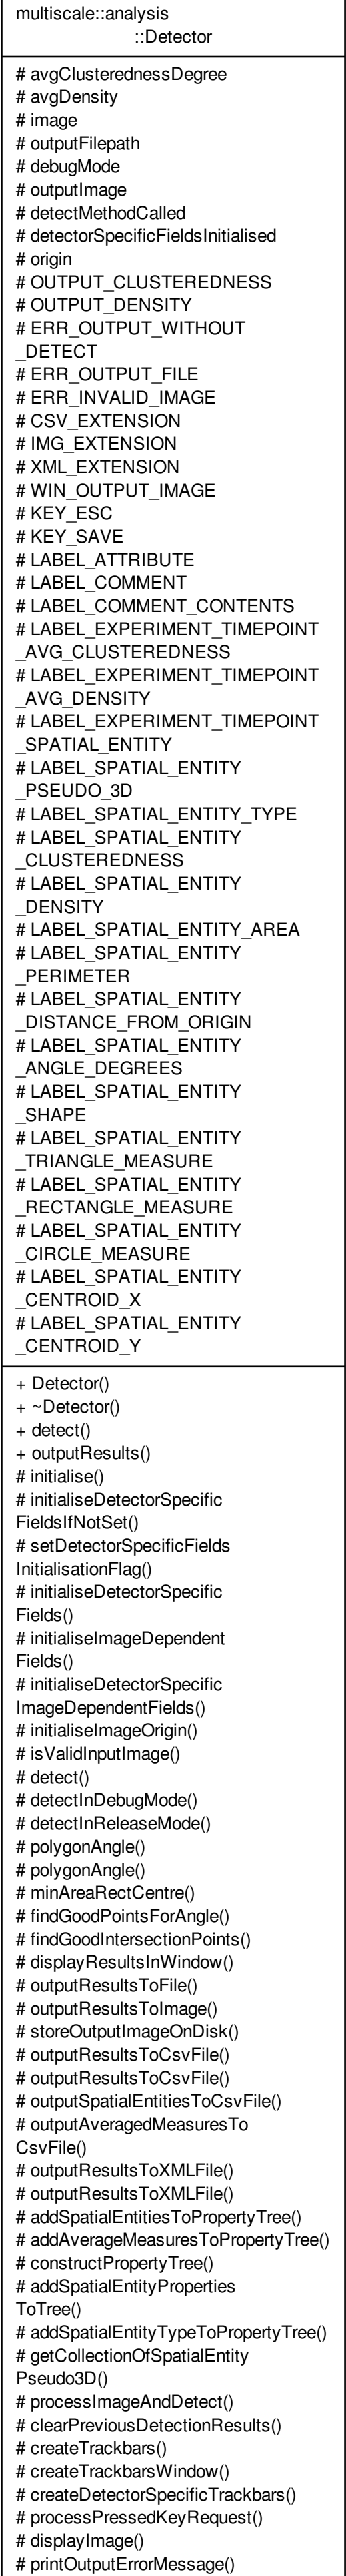 multiscale::analysis
::Detector
# avgClusterednessDegree
# avgDensity
# image
# outputFilepath
# debugMode
# outputImage
# detectMethodCalled
# detectorSpecificFieldsInitialised
# origin
# OUTPUT_CLUSTEREDNESS
# OUTPUT_DENSITY
# ERR_OUTPUT_WITHOUT
_DETECT
# ERR_OUTPUT_FILE
# ERR_INVALID_IMAGE
# CSV_EXTENSION
# IMG_EXTENSION
# XML_EXTENSION
# WIN_OUTPUT_IMAGE
# KEY_ESC
# KEY_SAVE
# LABEL_ATTRIBUTE
# LABEL_COMMENT
# LABEL_COMMENT_CONTENTS
# LABEL_EXPERIMENT_TIMEPOINT
_AVG_CLUSTEREDNESS
# LABEL_EXPERIMENT_TIMEPOINT
_AVG_DENSITY
# LABEL_EXPERIMENT_TIMEPOINT
_SPATIAL_ENTITY
# LABEL_SPATIAL_ENTITY
_PSEUDO_3D
# LABEL_SPATIAL_ENTITY_TYPE
# LABEL_SPATIAL_ENTITY
_CLUSTEREDNESS
# LABEL_SPATIAL_ENTITY
_DENSITY
# LABEL_SPATIAL_ENTITY_AREA
# LABEL_SPATIAL_ENTITY
_PERIMETER
# LABEL_SPATIAL_ENTITY
_DISTANCE_FROM_ORIGIN
# LABEL_SPATIAL_ENTITY
_ANGLE_DEGREES
# LABEL_SPATIAL_ENTITY
_SHAPE
# LABEL_SPATIAL_ENTITY
_TRIANGLE_MEASURE
# LABEL_SPATIAL_ENTITY
_RECTANGLE_MEASURE
# LABEL_SPATIAL_ENTITY
_CIRCLE_MEASURE
# LABEL_SPATIAL_ENTITY
_CENTROID_X
# LABEL_SPATIAL_ENTITY
_CENTROID_Y
+ Detector()
+ ~Detector()
+ detect()
+ outputResults()
# initialise()
# initialiseDetectorSpecific
FieldsIfNotSet()
# setDetectorSpecificFields
InitialisationFlag()
# initialiseDetectorSpecific
Fields()
# initialiseImageDependent
Fields()
# initialiseDetectorSpecific
ImageDependentFields()
# initialiseImageOrigin()
# isValidInputImage()
# detect()
# detectInDebugMode()
# detectInReleaseMode()
# polygonAngle()
# polygonAngle()
# minAreaRectCentre()
# findGoodPointsForAngle()
# findGoodIntersectionPoints()
# displayResultsInWindow()
# outputResultsToFile()
# outputResultsToImage()
# storeOutputImageOnDisk()
# outputResultsToCsvFile()
# outputResultsToCsvFile()
# outputSpatialEntitiesToCsvFile()
# outputAveragedMeasuresTo
CsvFile()
# outputResultsToXMLFile()
# outputResultsToXMLFile()
# addSpatialEntitiesToPropertyTree()
# addAverageMeasuresToPropertyTree()
# constructPropertyTree()
# addSpatialEntityProperties
ToTree()
# addSpatialEntityTypeToPropertyTree()
# getCollectionOfSpatialEntity
Pseudo3D()
# processImageAndDetect()
# clearPreviousDetectionResults()
# createTrackbars()
# createTrackbarsWindow()
# createDetectorSpecificTrackbars()
# processPressedKeyRequest()
# displayImage()
# printOutputErrorMessage()